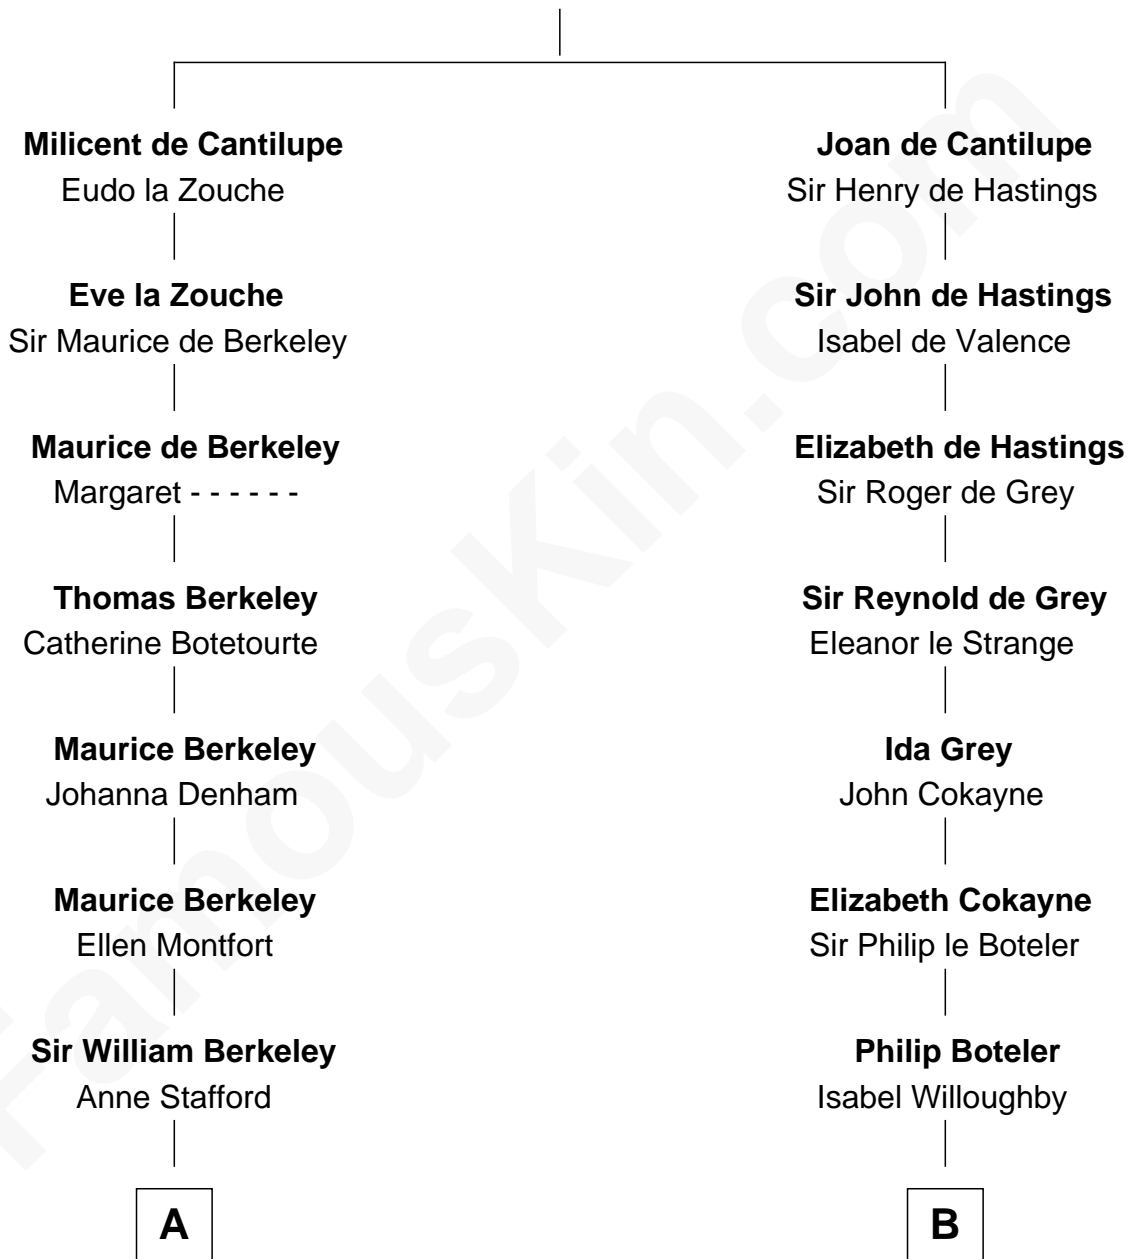 Milicent de Cantilupe
Eudo la Zouche
Eve la Zouche
Sir Maurice de Berkeley
Maurice de Berkeley
Margaret - - - - - -
Thomas Berkeley
Catherine Botetourte
Maurice Berkeley
Johanna Denham
Maurice Berkeley
Ellen Montfort
Sir William Berkeley
Anne Stafford
A
Joan de Cantilupe
Sir Henry de Hastings
Sir John de Hastings
Isabel de Valence
Elizabeth de Hastings
Sir Roger de Grey
Sir Reynold de Grey
Eleanor le Strange
Ida Grey
John Cokayne
Elizabeth Cokayne
Sir Philip le Boteler
Philip Boteler
Isabel Willoughby
B
FamousKin.com